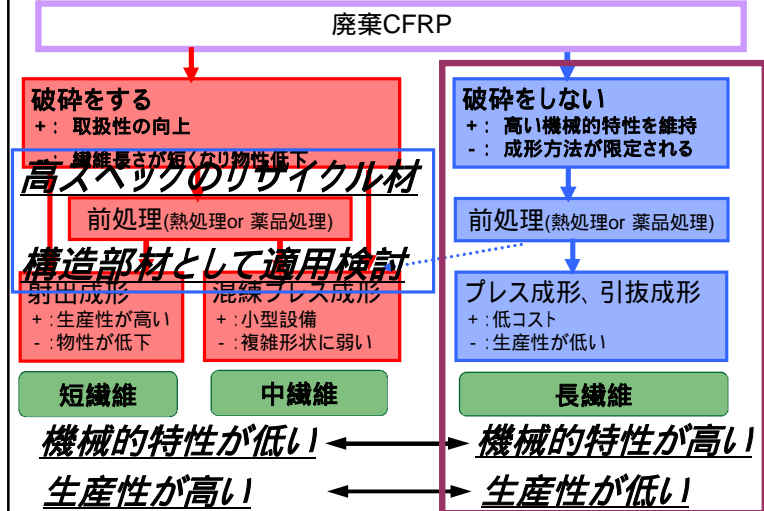 廃棄CFRP
破砕をする
+： 取扱性の向上
-： 繊維長さが短くなり物性低下
破砕をしない
+： 高い機械的特性を維持
-： 成形方法が限定される
高スペックのリサイクル材
前処理(熱処理or 薬品処理)
前処理(熱処理or 薬品処理)
構造部材として適用検討
射出成形
+：生産性が高い
-：物性が低下
混練プレス成形
+：小型設備
-：複雑形状に弱い
プレス成形、引抜成形
+：低コスト
-：生産性が低い
短繊維
中繊維
長繊維
機械的特性が低い
機械的特性が高い
生産性が高い
生産性が低い